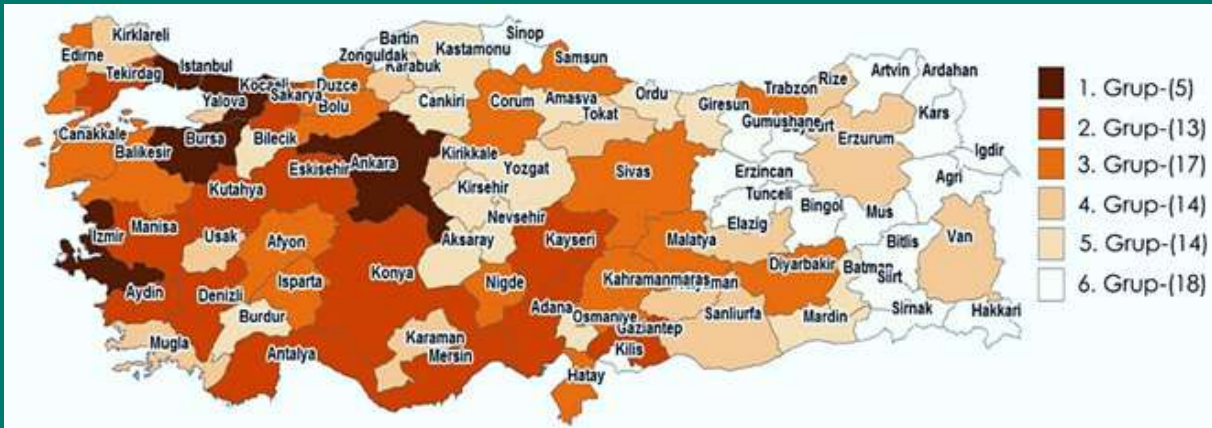 Kirklareli
Edirne
Tekirdag
Istanbul
Kocaeli
Yalova
Sakarya
Duzce
Bolu
Zonguldak
Bartin
Karabuk
Kastamonu
Sinop
Samsun
Cankiri
Corum
Amasya
Tokat
Ordu
Giresun
Trabzon
Rize
Artvin
Ardahan
Gumushane
Kars
Erzurum
Igdir
Agri
Canakkale
Balikesir
Bursa
Bilecik
Kutahya
Eskisehir
Ankara
Kirikkale
Yozgat
Kirsehir
Nevsehir
Sivas
Erzincan
Tunceli
Bingol
Mus
Elazig
Bitlis
Van
Izmir
Manisa
Usak
Afyon
Aksaray
Kayseri
Malatya
Diyarbakir
Batman
Siirt
Sirnak
Hakkari
Aydin
Denizli
Isparta
Burdur
Konya
Nigde
Kahramanmaras
Adana
Osmaniye
Gaziantep
Sanliurfa
Mardin
Mugla
Antalya
Karaman
Mersin
Kilis
Hatay
1. Grup-(5)
2. Grup-(13)
3. Grup-(17)
4. Grup-(14)
5. Grup-(14)
6. Grup-(18)